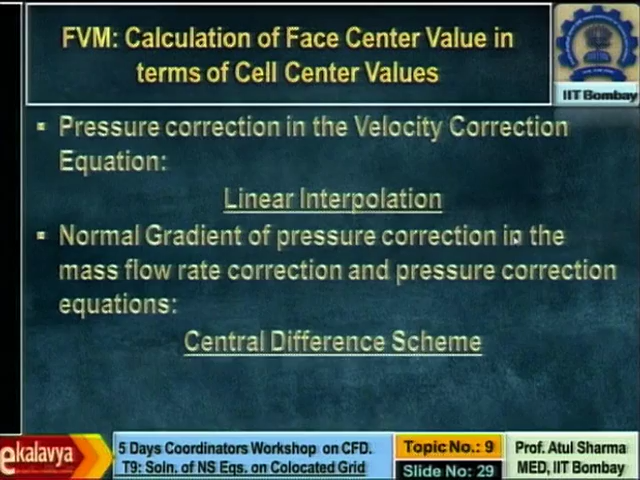 FVM: Calculation of Face Center Value in
terms of Cell Center Values
IIT Bombay
▪ Pressure correction in the Velocity Correction
Equation:
Linear Interpolation
▪ Normal Gradient of pressure correction in the
mass flow rate correction and pressure correction
equations:
Central Difference Scheme
ekalavya
5 Days Coordinators Workshop on CFD.
T9: Soln. of NS Eqs. on Colocated Grid
Topic No.: 9
Slide No: 29
Prof. Atul Sharma
MED, IIT Bombay